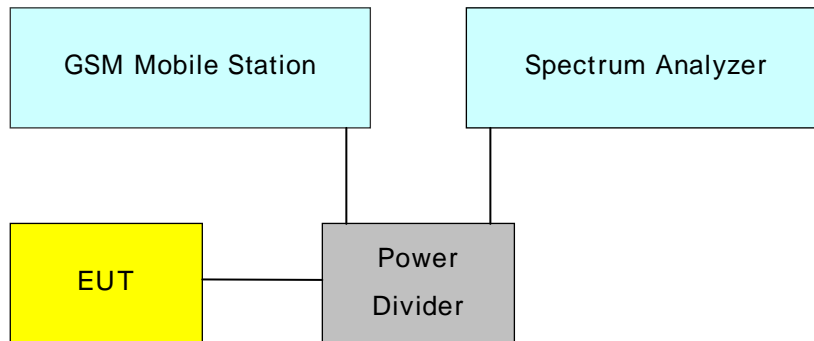 GSM Mobile Station
Spectrum Analyzer
EUT
Power
Divider